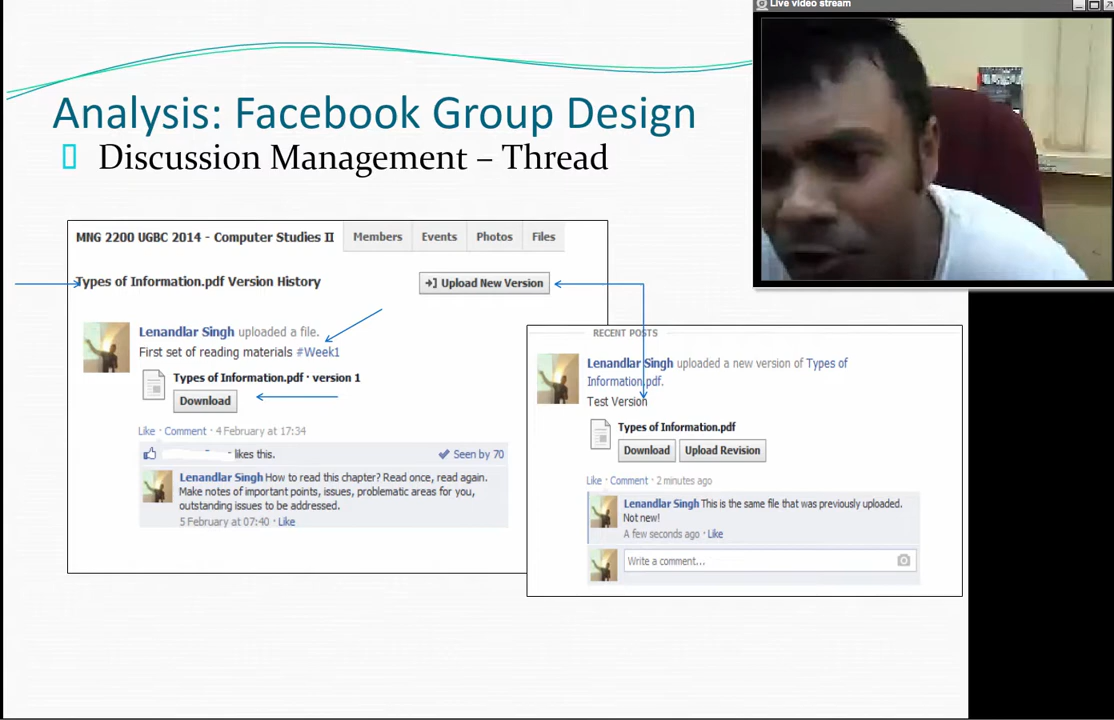 Live video stream
Analysis: Facebook Group Design
Discussion Management – Thread
MNG 2200 UGBC 2014 - Computer Studies II Members Events Photos Files
Types of Information.pdf Version History Upload New Version
Lenandlar Singh uploaded a file.
First set of reading materials #Week1
Types of Information.pdf · version 1
Download
Like · Comment · 4 February at 17:34
likes this. Seen by 70
Lenandlar Singh How to read this chapter? Read once, read again.
Make notes of important points, issues, problematic areas for you,
outstanding issues to be addressed.
5 February at 07:40 · Like
RECENT POSTS
Lenandlar Singh uploaded a new version of Types of
Information.pdf.
Test Version
Types of Information.pdf
Download Upload Revision
Like · Comment · 2 minutes ago
Lenandlar Singh This is the same file that was previously uploaded.
Not new!
A few seconds ago · Like
Write a comment...